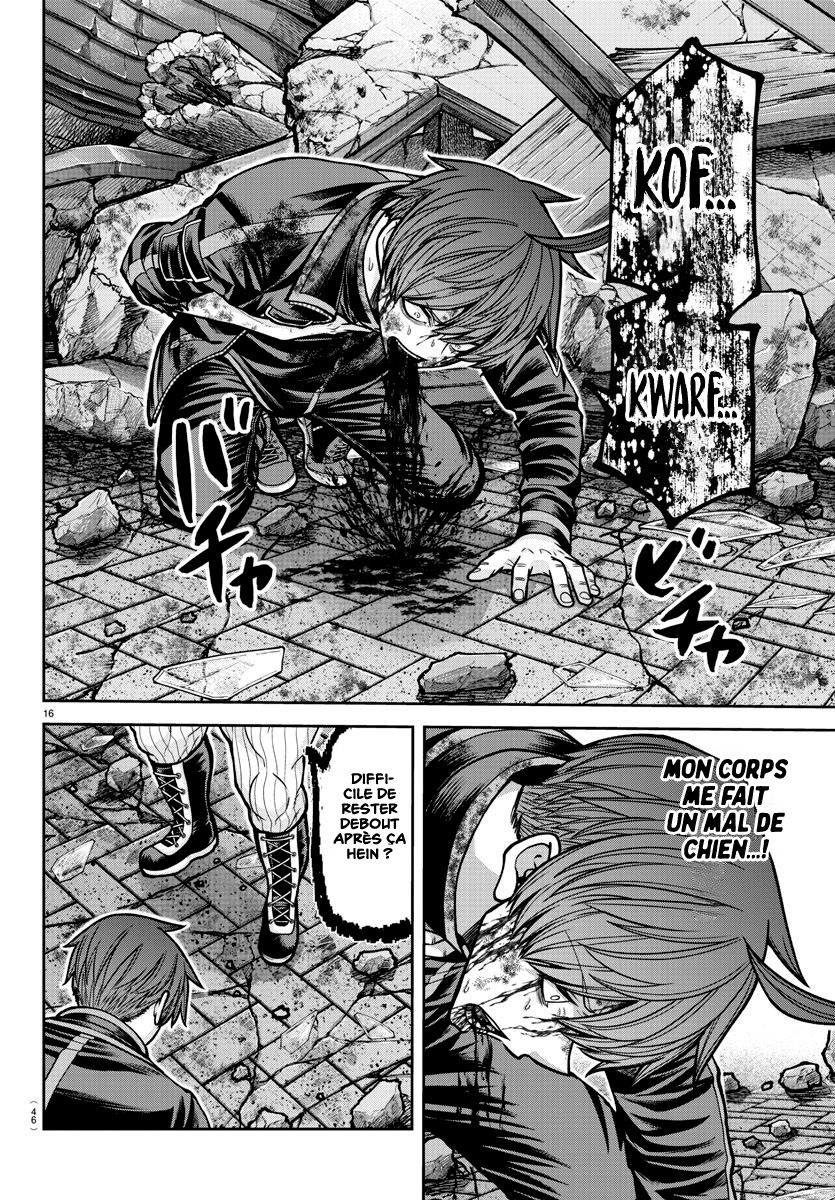 KOF...
KWARF...
ビチャ
バチャ
16
MON CORPS
ME FAIT
UN MAL DE
CHIEN...!
DIFFI-
CILE DE
RESTER
DEBOUT
APRÈS ÇA
HEIN ?
(46)